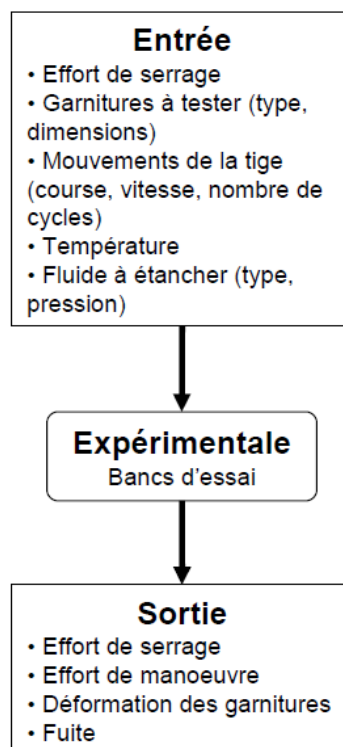 Entrée
• Effort de serrage
• Garnitures à tester (type,
dimensions)
• Mouvements de la tige
(course, vitesse, nombre de
cycles)
• Température
• Fluide à étancher (type,
pression)
Expérimentale
Bancs d'essai
Sortie
• Effort de serrage
• Effort de manoeuvre
• Déformation des garnitures
• Fuite